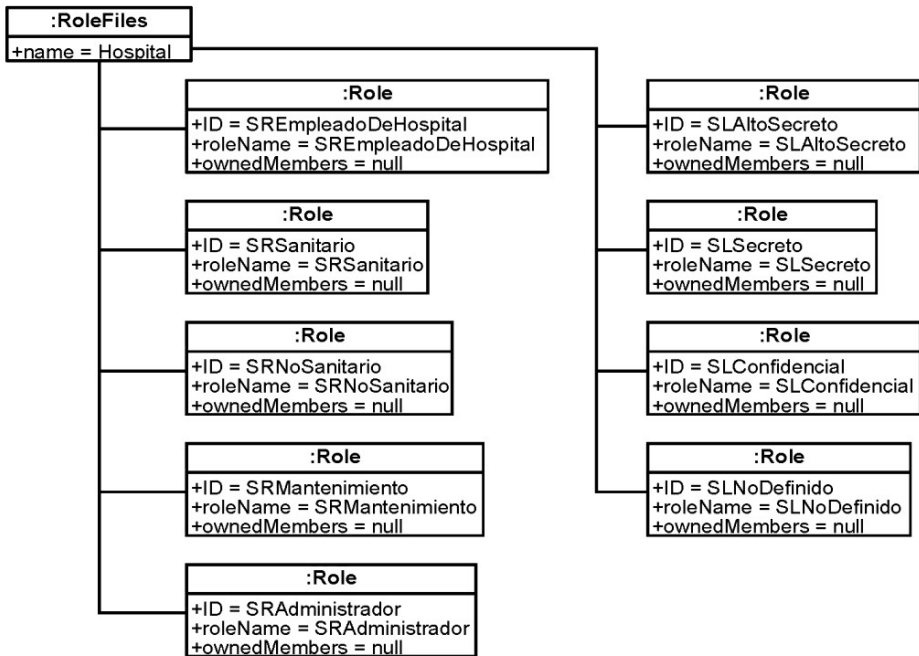 :RoleFiles
+name = Hospital
:Role
+ID = SREmpleadoDeHospital
+roleName = SREmpleadoDeHospital
+ownedMembers = null
:Role
+ID = SRSanitario
+roleName = SRSanitario
+ownedMembers = null
:Role
+ID = SRNoSanitario
+roleName = SRNoSanitario
+ownedMembers = null
:Role
+ID = SRMantenimiento
+roleName = SRMantenimiento
+ownedMembers = null
:Role
+ID = SRAdministrador
+roleName = SRAdministrador
+ownedMembers = null
:Role
+ID = SLAltoSecreto
+roleName = SLAltoSecreto
+ownedMembers = null
:Role
+ID = SLSecreto
+roleName = SLSecreto
+ownedMembers = null
:Role
+ID = SLConfidencial
+roleName = SLConfidencial
+ownedMembers = null
:Role
+ID = SLNoDefinido
+roleName = SLNoDefinido
+ownedMembers = null